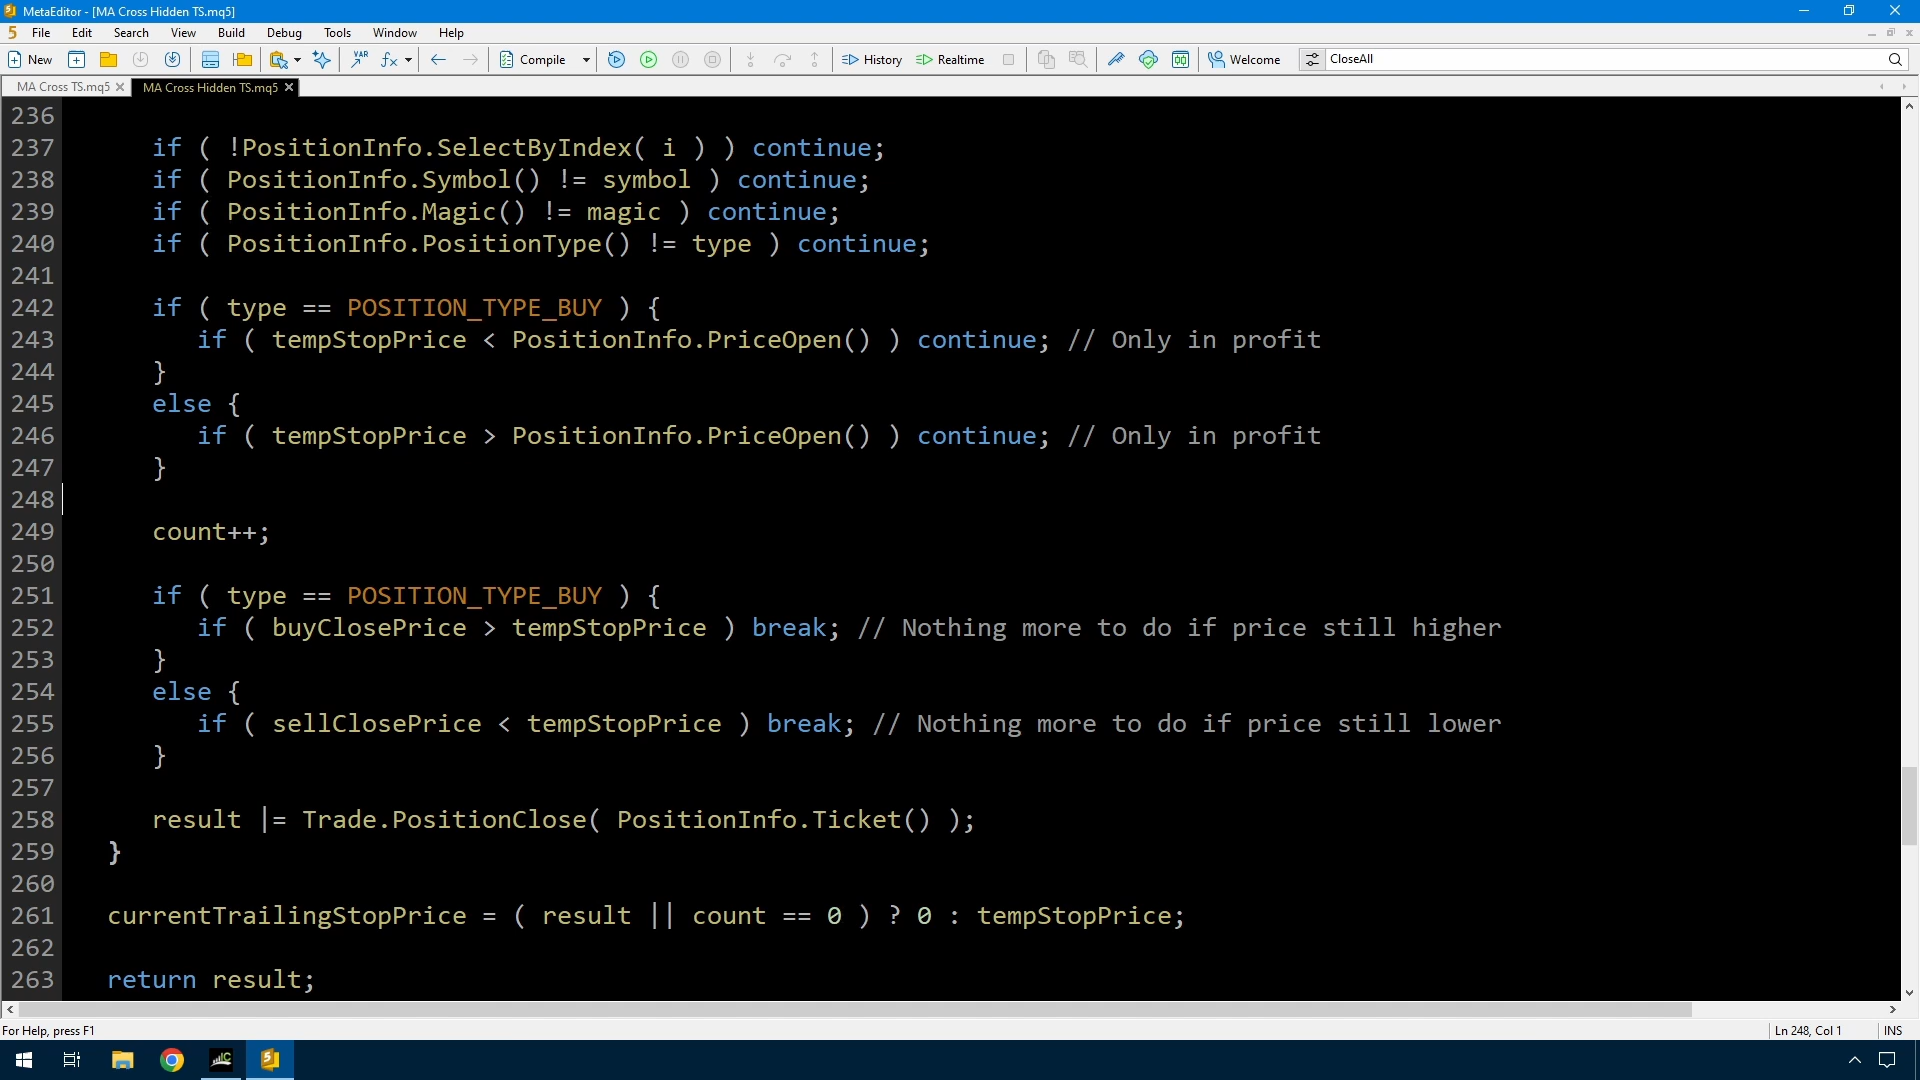 MetaEditor - [MA Cross Hidden TS.mq5]
5 File Edit Search View Build Debug Tools Window Help
New VAR fx Compile History Realtime Welcome CloseAll
MA Cross TS.mq5 MA Cross Hidden TS.mq5
236
237 if ( !PositionInfo.SelectByIndex( i ) ) continue;
238 if ( PositionInfo.Symbol() != symbol ) continue;
239 if ( PositionInfo.Magic() != magic ) continue;
240 if ( PositionInfo.PositionType() != type ) continue;
241
242 if ( type == POSITION_TYPE_BUY ) {
243 if ( tempStopPrice < PositionInfo.PriceOpen() ) continue; // Only in profit
244 }
245 else {
246 if ( tempStopPrice > PositionInfo.PriceOpen() ) continue; // Only in profit
247 }
248
249 count++;
250
251 if ( type == POSITION_TYPE_BUY ) {
252 if ( buyClosePrice > tempStopPrice ) break; // Nothing more to do if price still higher
253 }
254 else {
255 if ( sellClosePrice < tempStopPrice ) break; // Nothing more to do if price still lower
256 }
257
258 result |= Trade.PositionClose( PositionInfo.Ticket() );
259 }
260
261 currentTrailingStopPrice = ( result || count == 0 ) ? 0 : tempStopPrice;
262
263 return result;
For Help, press F1 Ln 248, Col 1 INS